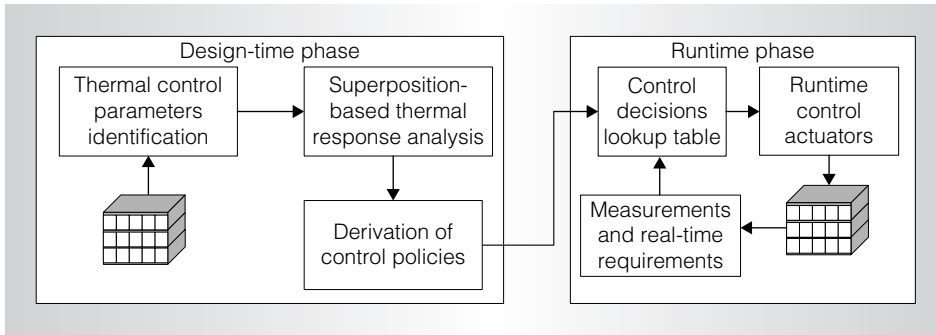 Design-time phase
Thermal control
parameters
identification
Superposition-
based thermal
response analysis
Derivation of
control policies
Runtime phase
Control
decisions
lookup table
Runtime
control
actuators
Measurements
and real-time
requirements